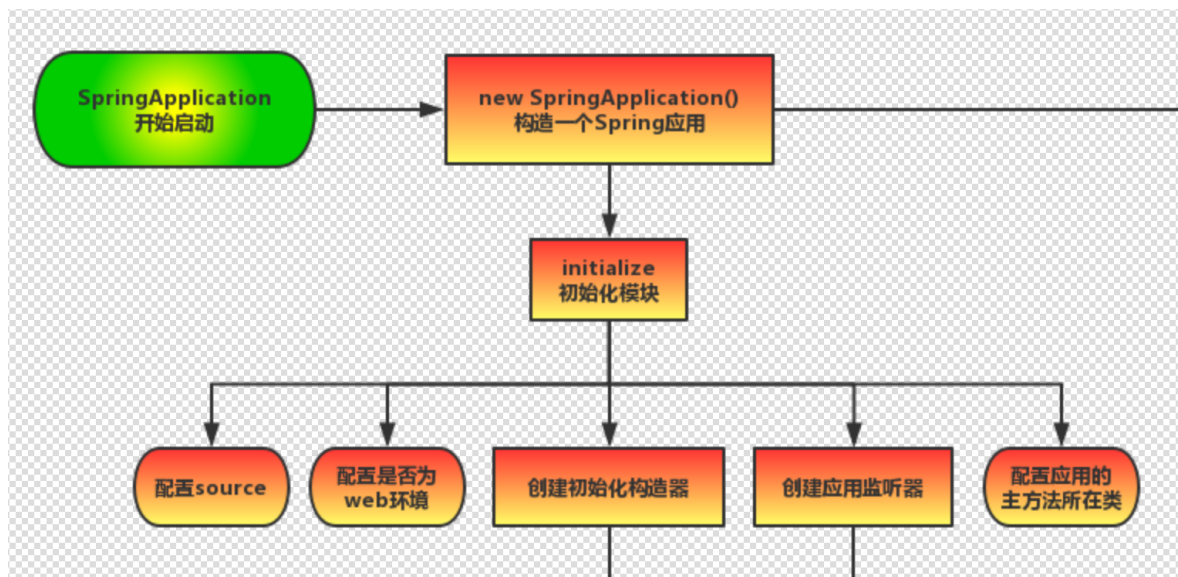 SpringApplication
开始启动
new SpringApplication()
构造一个Spring应用
initialize
初始化模块
配置source
配置是否为
web环境
创建初始化构造器
创建应用监听器
配置应用的
主方法所在类